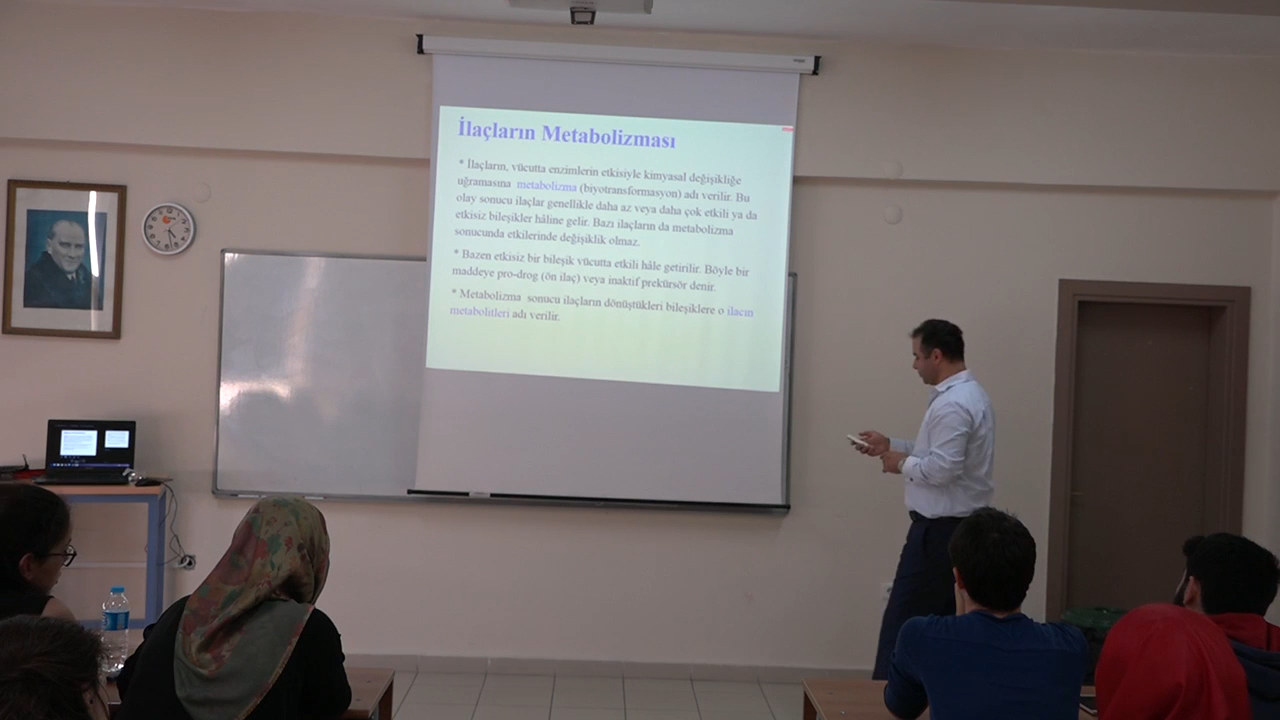 İlaçların Metabolizması
* İlaçların, vücutta enzimlerin etkisiyle kimyasal değişikliğe
uğramasına metabolizma (biyotransformasyon) adı verilir. Bu
olay sonucu ilaçlar genellikle daha az veya daha çok etkili ya da
etkisiz bileşikler hâline gelir. Bazı ilaçların da metabolizma
sonucunda etkilerinde değişiklik olmaz.
* Bazen etkisiz bir bileşik vücutta etkili hâle getirilir. Böyle bir
maddeye pro-drog (ön ilaç) veya inaktif prekürsör denir.
* Metabolizma sonucu ilaçların dönüştükleri bileşiklere o ilacın
metabolitleri adı verilir.